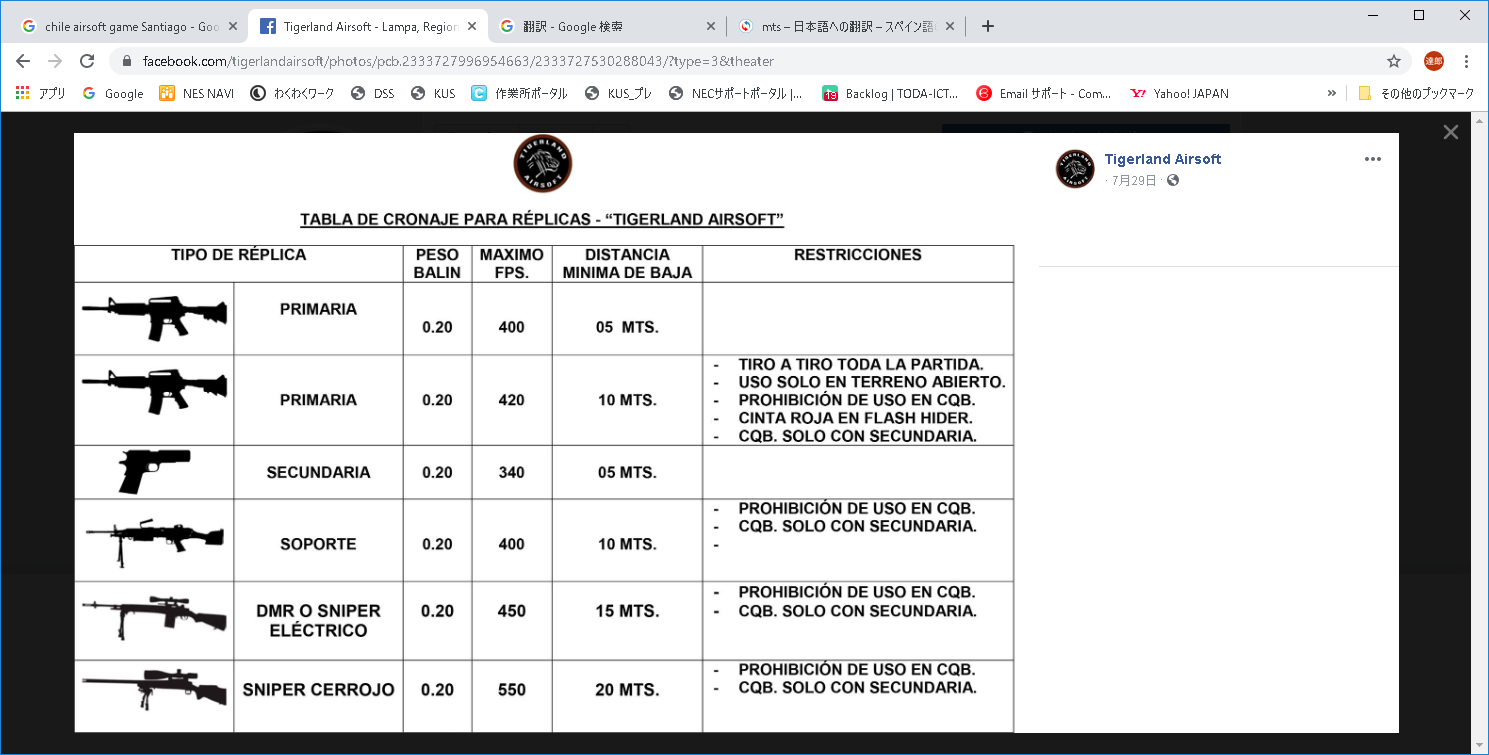 chile airsoft game Santiago - Goo
Tigerland Airsoft - Lampa, Region
翻訳 - Google 検索
mts – 日本語への翻訳 – スペイン語
facebook.com/tigerlandairsoft/photos/pcb.2333727996954663/2333727530288043/?type=3&theater
達郎
アプリ
Google
NES NAVI
わくわくワーク
DSS
KUS
作業所ポータル
KUS_プレ
NECサポートポータル |...
19
Backlog | TODA-ICT...
Email サポート - Com...
Yahoo! JAPAN
»
その他のブックマーク
TIGERLAND
AIRSOFT
TABLA DE CRONAJE PARA RÉPLICAS - “TIGERLAND AIRSOFT”
TIPO DE RÉPLICA
PESO
BALIN
MAXIMO
FPS.
DISTANCIA
MINIMA DE BAJA
RESTRICCIONES
PRIMARIA
0.20
400
05 MTS.
PRIMARIA
0.20
420
10 MTS.
- TIRO A TIRO TODA LA PARTIDA.
- USO SOLO EN TERRENO ABIERTO.
- PROHIBICIÓN DE USO EN CQB.
- CINTA ROJA EN FLASH HIDER.
- CQB. SOLO CON SECUNDARIA.
SECUNDARIA
0.20
340
05 MTS.
SOPORTE
0.20
400
10 MTS.
- PROHIBICIÓN DE USO EN CQB.
- CQB. SOLO CON SECUNDARIA.
-
DMR O SNIPER
ELÉCTRICO
0.20
450
15 MTS.
- PROHIBICIÓN DE USO EN CQB.
- CQB. SOLO CON SECUNDARIA.
SNIPER CERROJO
0.20
550
20 MTS.
- PROHIBICIÓN DE USO EN CQB.
- CQB. SOLO CON SECUNDARIA.
Tigerland Airsoft
· 7月29日 ·